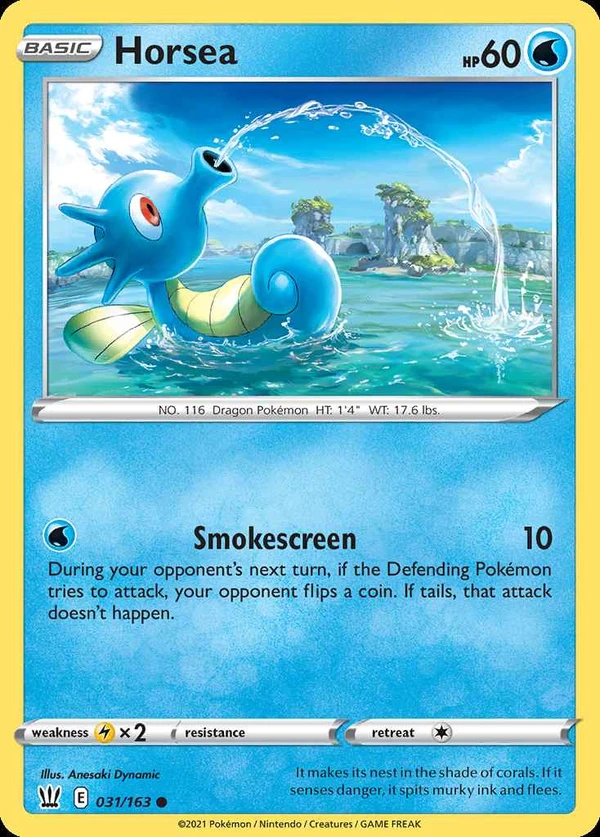 BASIC Horsea HP60
NO. 116 Dragon Pokémon HT: 1'4" WT: 17.6 lbs.
Smokescreen 10
During your opponent's next turn, if the Defending Pokémon
tries to attack, your opponent flips a coin. If tails, that attack
doesn't happen.
weakness ×2 resistance retreat
Illus. Anesaki Dynamic
E 031/163
It makes its nest in the shade of corals. If it
senses danger, it spits murky ink and flees.
©2021 Pokémon / Nintendo / Creatures / GAME FREAK